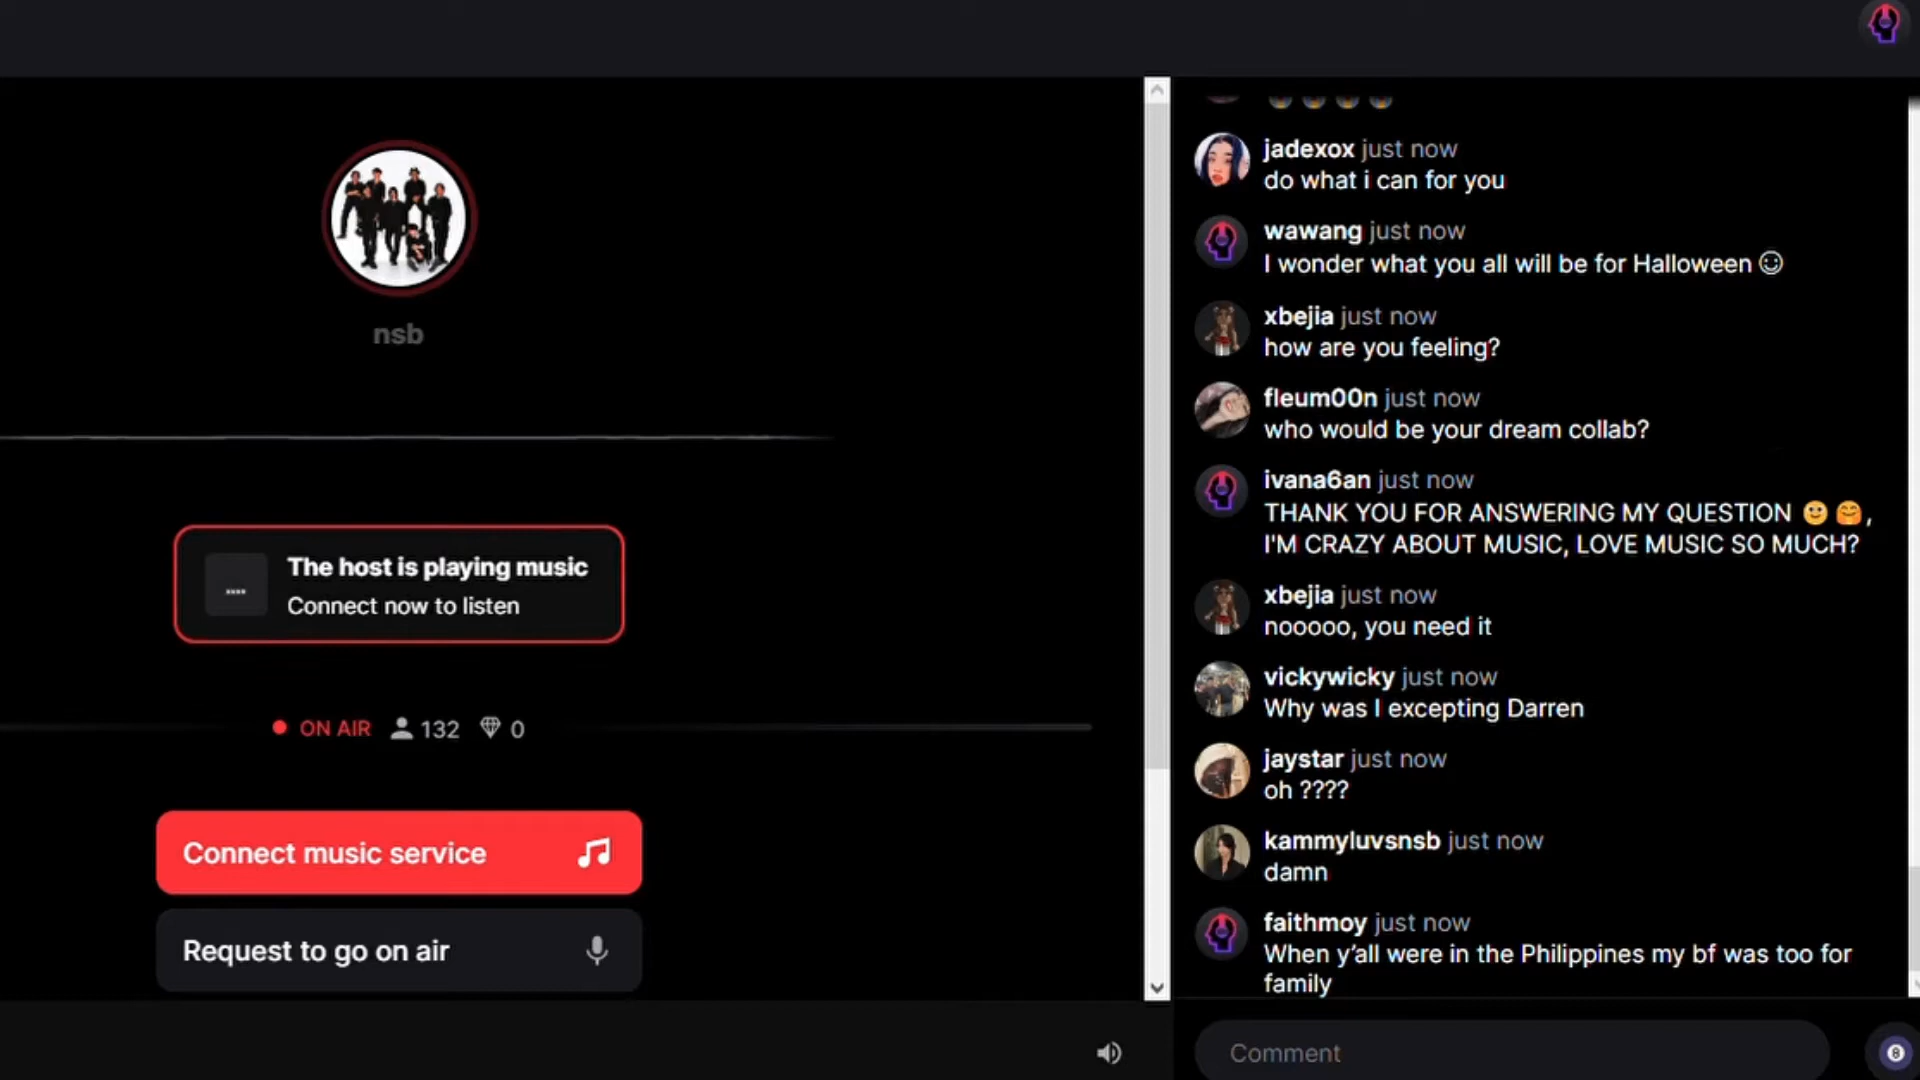 nsb
The host is playing music
Connect now to listen
ON AIR 132 0
Connect music service
Request to go on air
jadexox just now
do what i can for you
wawang just now
I wonder what you all will be for Halloween ☺
xbejia just now
how are you feeling?
fleum00n just now
who would be your dream collab?
ivana6an just now
THANK YOU FOR ANSWERING MY QUESTION 🙂 🤗,
I'M CRAZY ABOUT MUSIC, LOVE MUSIC SO MUCH?
xbejia just now
nooooo, you need it
vickywicky just now
Why was I excepting Darren
jaystar just now
oh ????
kammyluvsnsb just now
damn
faithmoy just now
When y’all were in the Philippines my bf was too for
family
Comment
8